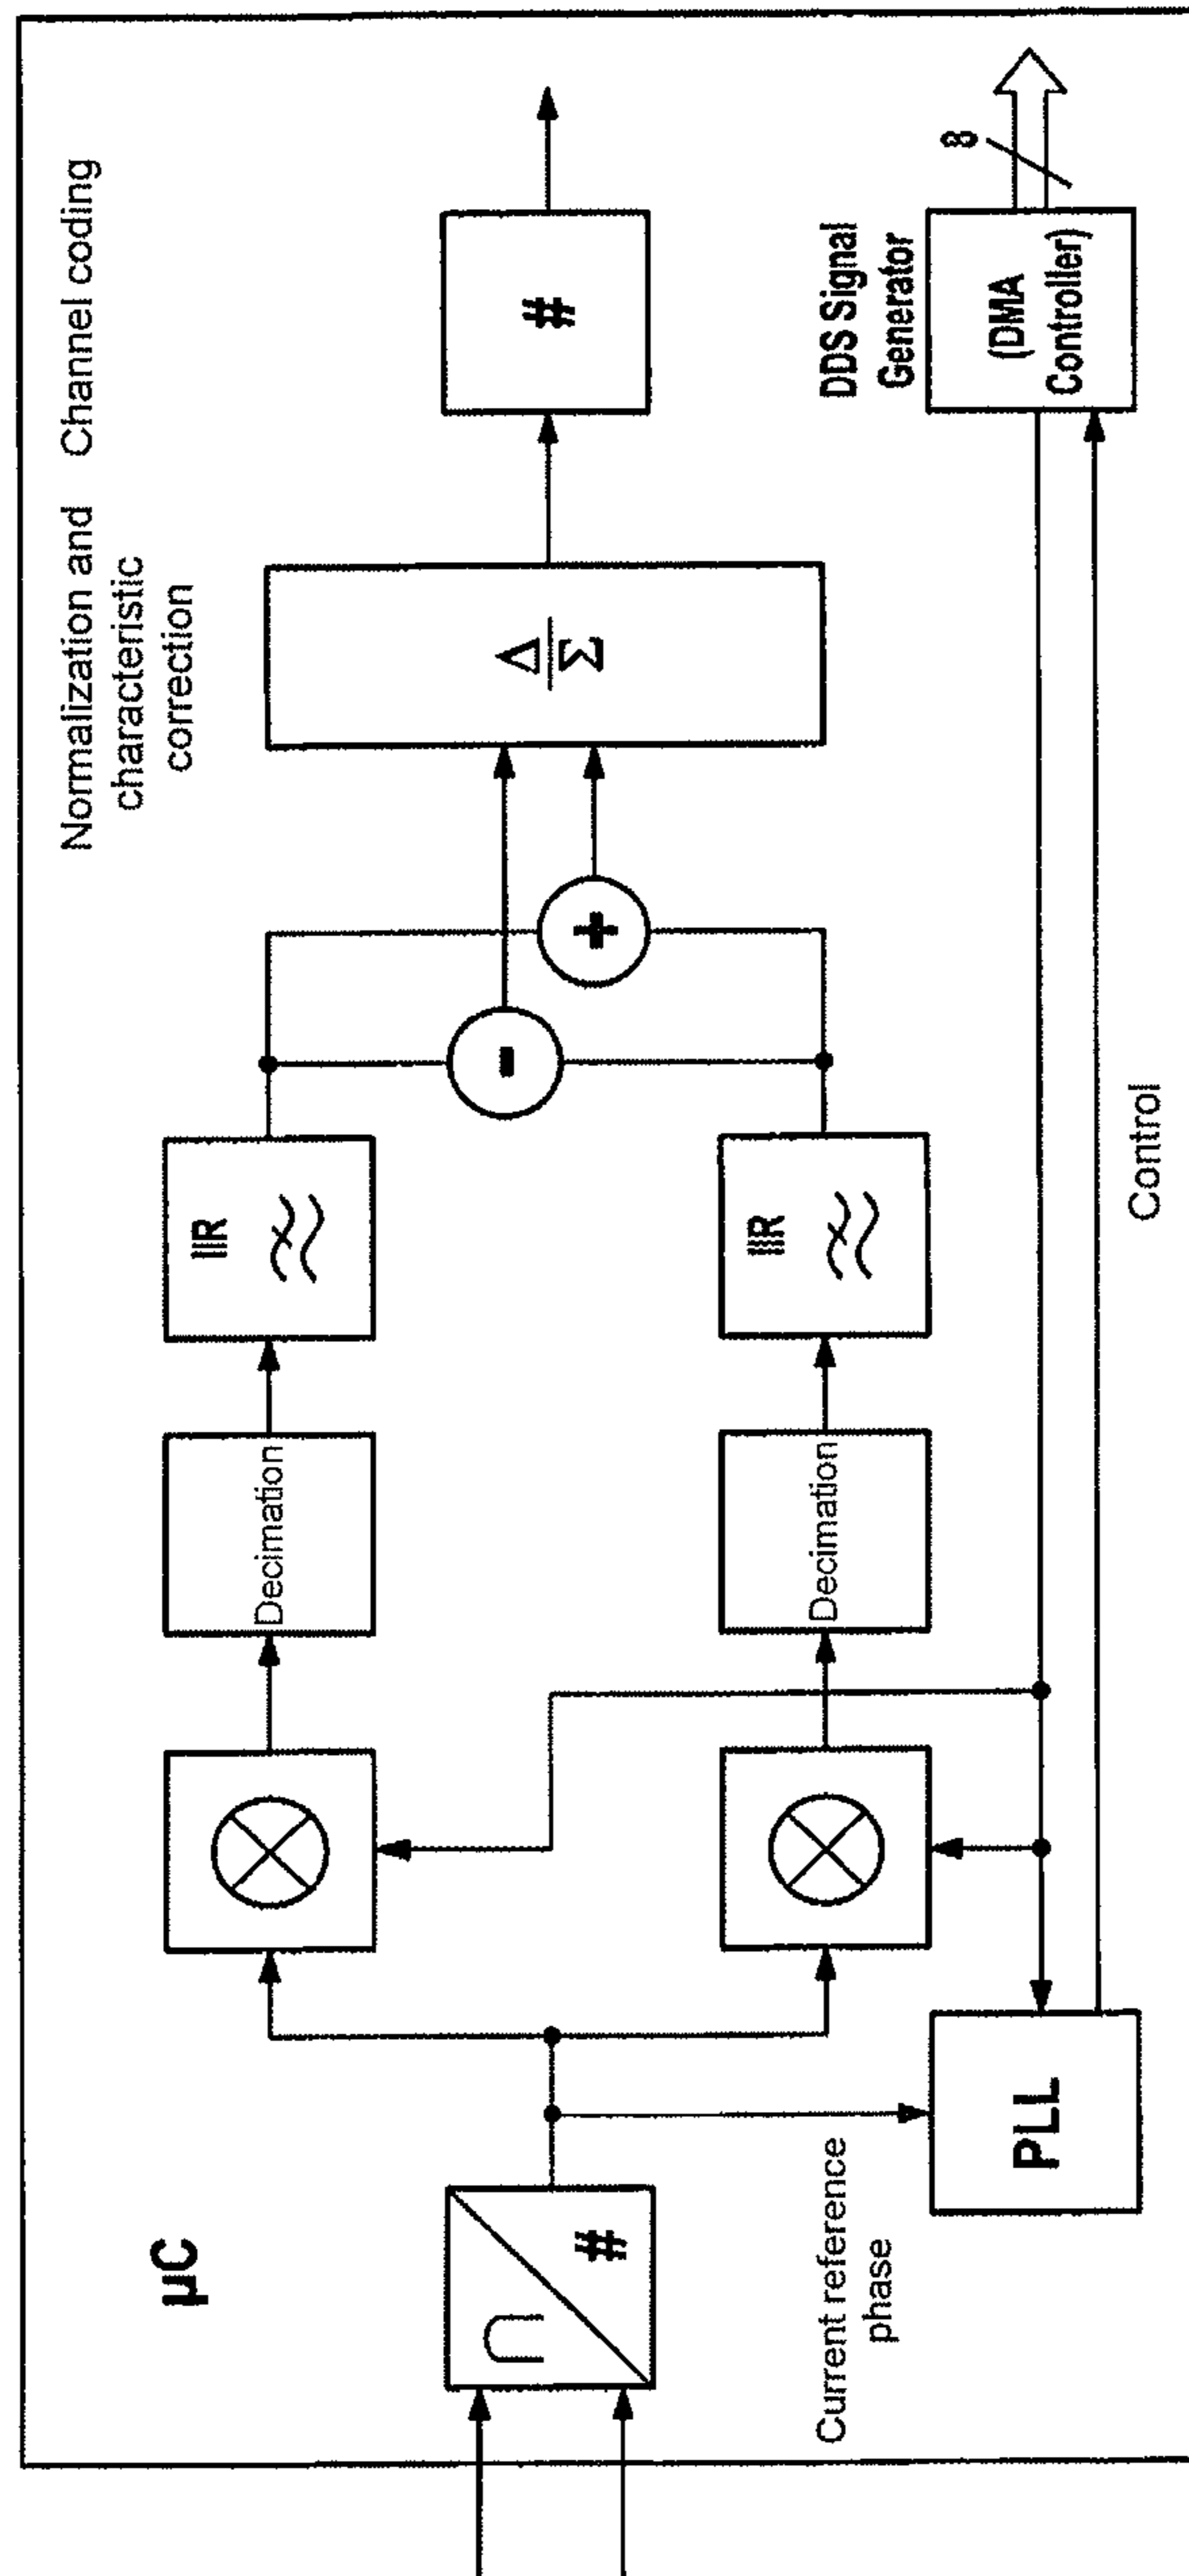 µC
Normalization and
characteristic
correction
Channel coding
Decimation
IIR
Δ
Σ
#
-
+
U
#
Decimation
IIR
Current reference
phase
PLL
DDS Signal
Generator
(DMA
Controller)
8
Control